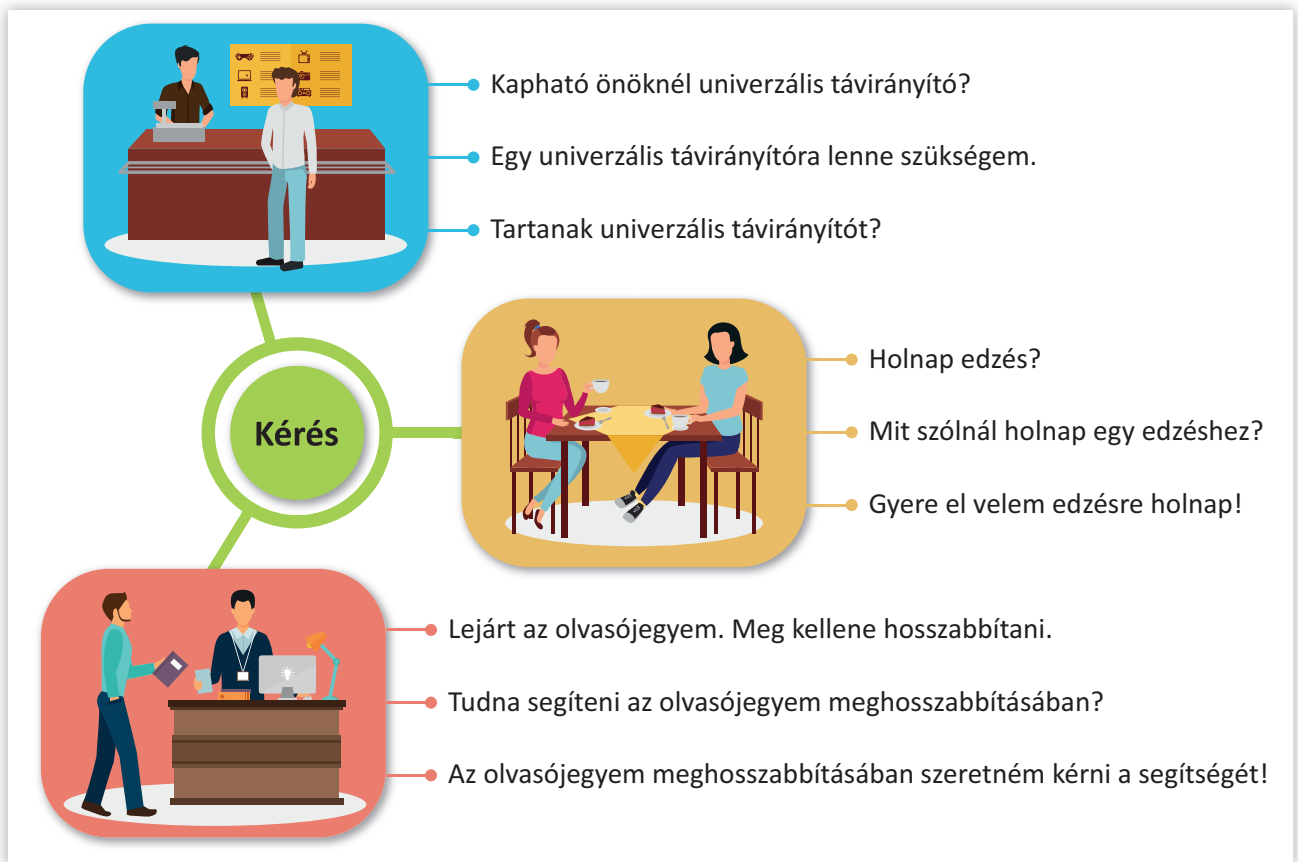 Kapható önöknél univerzális távirányító?
Egy univerzális távirányítóra lenne szükségem.
Tartanak univerzális távirányítót?
Kérés
Holnap edzés?
Mit szólnál holnap egy edzéshez?
Gyere el velem edzésre holnap!
Lejárt az olvasójegyem. Meg kellene hosszabbítani.
Tudna segíteni az olvasójegyem meghosszabbításában?
Az olvasójegyem meghosszabbításában szeretném kérni a segítségét!